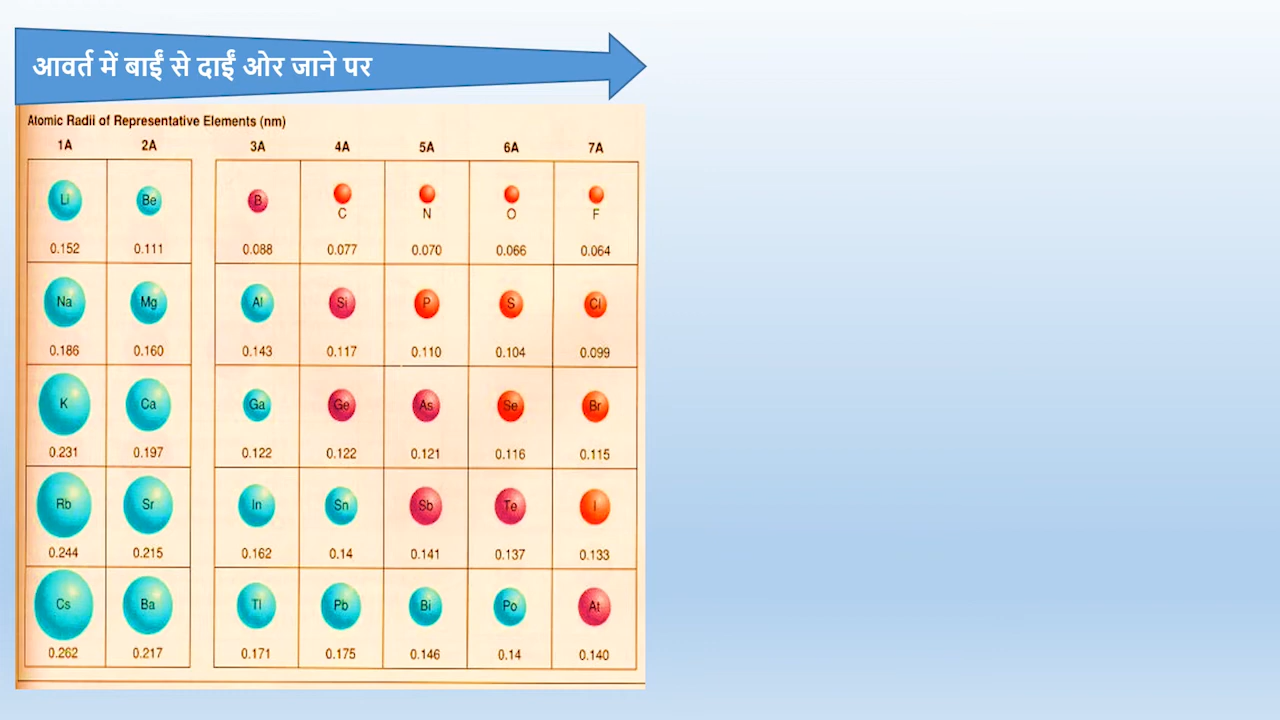 आवर्त में बाईं से दाईं ओर जाने पर
Atomic Radii of Representative Elements (nm)
1A 2A 3A 4A 5A 6A 7A
Li Be B C N O F
0.152 0.111 0.088 0.077 0.070 0.066 0.064
Na Mg Al Si P S Cl
0.186 0.160 0.143 0.117 0.110 0.104 0.099
K Ca Ga Ge As Se Br
0.231 0.197 0.122 0.122 0.121 0.116 0.115
Rb Sr In Sn Sb Te I
0.244 0.215 0.162 0.14 0.141 0.137 0.133
Cs Ba Tl Pb Bi Po At
0.262 0.217 0.171 0.175 0.146 0.14 0.140